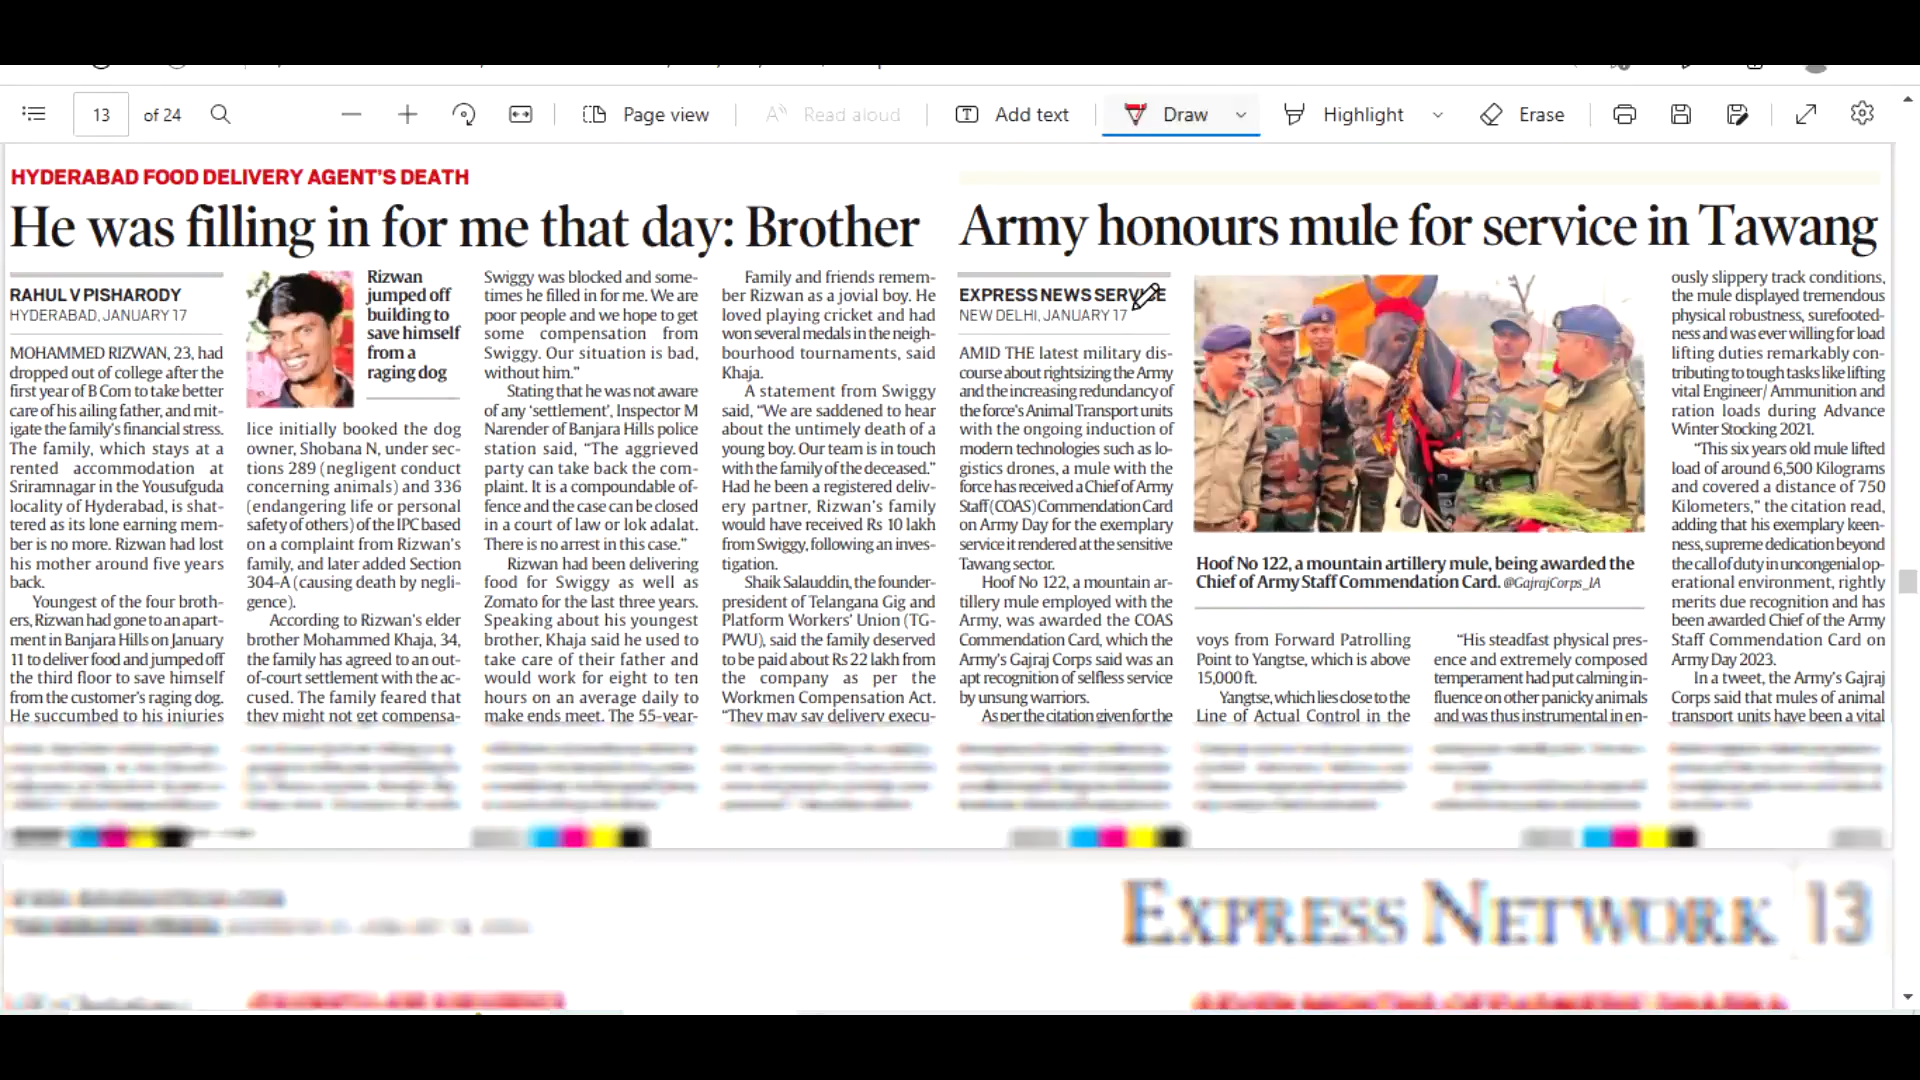 13 of 24 Page view Read aloud Add text Draw Highlight Erase
HYDERABAD FOOD DELIVERY AGENT'S DEATH
He was filling in for me that day: Brother
RAHUL V PISHARODY
HYDERABAD, JANUARY 17
MOHAMMED RIZWAN, 23, had
dropped out of college after the
first year of B Com to take better
care of his ailing father, and mit-
igate the family's financial stress.
The family, which stays at a
rented accommodation at
Sriramnagar in the Yousufguda
locality of Hyderabad, is shat-
tered as its lone earning mem-
ber is no more. Rizwan had lost
his mother around five years
back.
Youngest of the four broth-
ers, Rizwan had gone to an apart-
ment in Banjara Hills on January
11 to deliver food and jumped off
the third floor to save himself
from the customer's raging dog.
He succumbed to his injuries
Rizwan
jumped off
building to
save himself
from a
raging dog
lice initially booked the dog
owner, Shobana N, under sec-
tions 289 (negligent conduct
concerning animals) and 336
(endangering life or personal
safety of others) of the IPC based
on a complaint from Rizwan's
family, and later added Section
304-A (causing death by negli-
gence).
According to Rizwan's elder
brother Mohammed Khaja, 34,
the family has agreed to an out-
of-court settlement with the ac-
cused. The family feared that
they might not get compensa-
Swiggy was blocked and some-
times he filled in for me. We are
poor people and we hope to get
some compensation from
Swiggy. Our situation is bad,
without him."
Stating that he was not aware
of any 'settlement', Inspector M
Narender of Banjara Hills police
station said, "The aggrieved
party can take back the com-
plaint. It is a compoundable of-
fence and the case can be closed
in a court of law or lok adalat.
There is no arrest in this case."
Rizwan had been delivering
food for Swiggy as well as
Zomato for the last three years.
Speaking about his youngest
brother, Khaja said he used to
take care of their father and
would work for eight to ten
hours on an average daily to
make ends meet. The 55-year-
Family and friends remem-
ber Rizwan as a jovial boy. He
loved playing cricket and had
won several medals in the neigh-
bourhood tournaments, said
Khaja.
A statement from Swiggy
said, "We are saddened to hear
about the untimely death of a
young boy. Our team is in touch
with the family of the deceased."
Had he been a registered deliv-
ery partner, Rizwan's family
would have received Rs 10 lakh
from Swiggy, following an inves-
tigation.
Shaik Salauddin, the founder-
president of Telangana Gig and
Platform Workers' Union (TG-
PWU), said the family deserved
to be paid about Rs 22 lakh from
the company as per the
Workmen Compensation Act.
"They may say delivery execu-
Army honours mule for service in Tawang
EXPRESS NEWS SERVICE
NEW DELHI, JANUARY 17
AMID THE latest military dis-
course about rightsizing the Army
and the increasing redundancy of
the force's Animal Transport units
with the ongoing induction of
modern technologies such as lo-
gistics drones, a mule with the
force has received a Chief of Army
Staff (COAS) Commendation Card
on Army Day for the exemplary
service it rendered at the sensitive
Tawang sector.
Hoof No 122, a mountain ar-
tillery mule employed with the
Army, was awarded the COAS
Commendation Card, which the
Army's Gajraj Corps said was an
apt recognition of selfless service
by unsung warriors.
As per the citation given for the
Hoof No 122, a mountain artillery mule, being awarded the
Chief of Army Staff Commendation Card. @GajrajCorps_IA
voys from Forward Patrolling
Point to Yangtse, which is above
15,000 ft.
Yangtse, which lies close to the
Line of Actual Control in the
"His steadfast physical pres-
ence and extremely composed
temperament had put calming in-
fluence on other panicky animals
and was thus instrumental in en-
ously slippery track conditions,
the mule displayed tremendous
physical robustness, surefooted-
ness and was ever willing for load
lifting duties remarkably con-
tributing to tough tasks like lifting
vital Engineer/ Ammunition and
ration loads during Advance
Winter Stocking 2021.
"This six years old mule lifted
load of around 6,500 Kilograms
and covered a distance of 750
Kilometers," the citation read,
adding that his exemplary keen-
ness, supreme dedication beyond
the call of duty in uncongenial op-
erational environment, rightly
merits due recognition and has
been awarded Chief of the Army
Staff Commendation Card on
Army Day 2023.
In a tweet, the Army's Gajraj
Corps said that mules of animal
transport units have been a vital
EXPRESS NETWORK 13